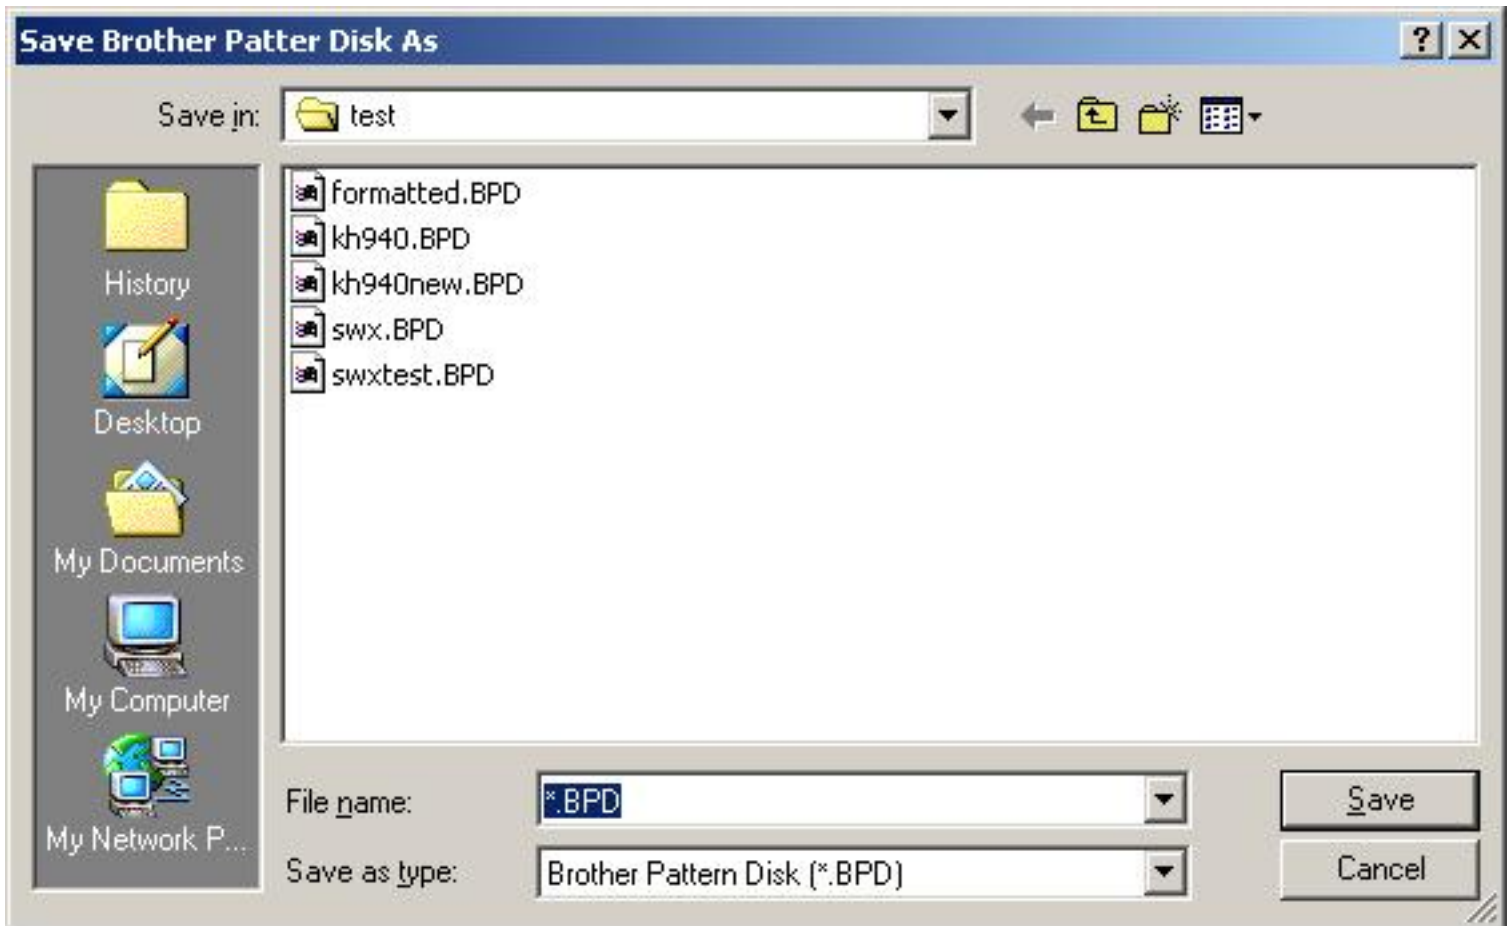 Save Brother Patter Disk As
Save in: test
formatted.BPD
kh940.BPD
kh940new.BPD
swx.BPD
swxtest.BPD
History
Desktop
My Documents
My Computer
My Network P...
File name: *.BPD Save
Save as type: Brother Pattern Disk (*.BPD) Cancel